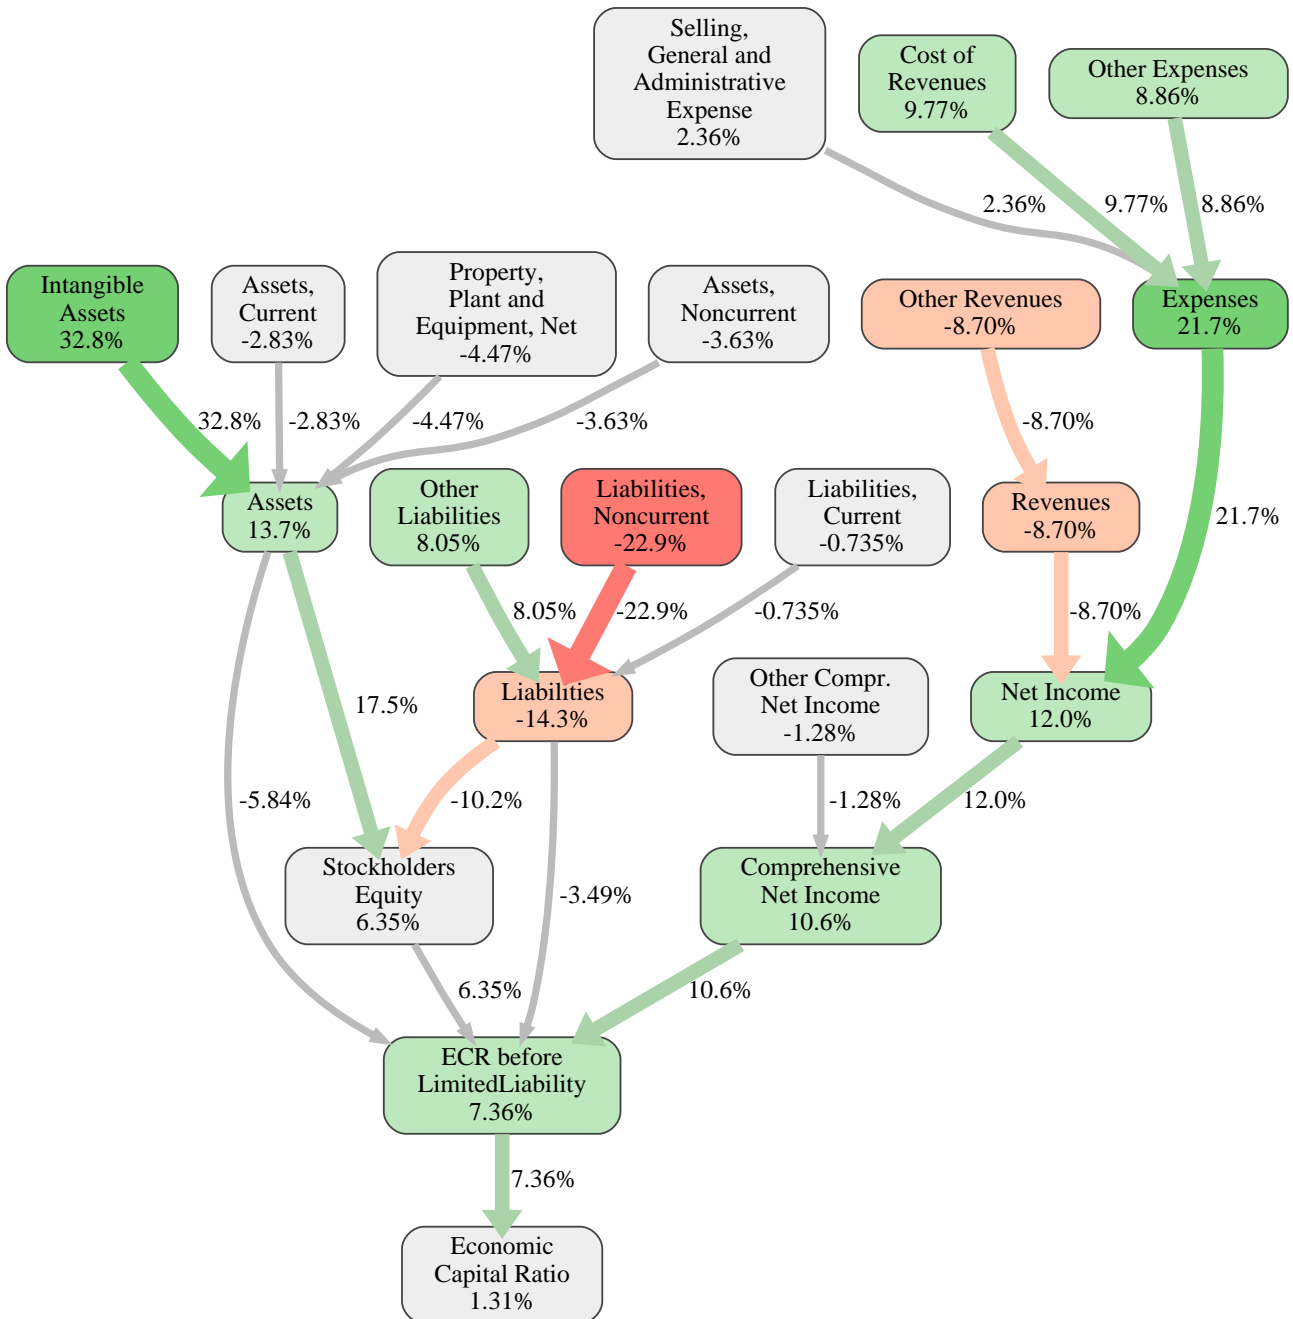 Selling,
General and
Administrative
Expense
2.36%
Cost of
Revenues
9.77%
Other Expenses
8.86%
2.36%
9.77%
8.86%
Intangible
Assets
32.8%
Assets,
Current
-2.83%
Property,
Plant and
Equipment, Net
-4.47%
Assets,
Noncurrent
-3.63%
Other Revenues
-8.70%
Expenses
21.7%
32.8%
-2.83%
-4.47%
-3.63%
-8.70%
Assets
13.7%
Other
Liabilities
8.05%
Liabilities,
Noncurrent
-22.9%
Liabilities,
Current
-0.735%
Revenues
-8.70%
21.7%
8.05%
-22.9%
-0.735%
-8.70%
17.5%
Liabilities
-14.3%
Other Compr.
Net Income
-1.28%
Net Income
12.0%
-5.84%
-10.2%
-1.28%
12.0%
Stockholders
Equity
6.35%
-3.49%
Comprehensive
Net Income
10.6%
6.35%
10.6%
ECR before
LimitedLiability
7.36%
7.36%
Economic
Capital Ratio
1.31%